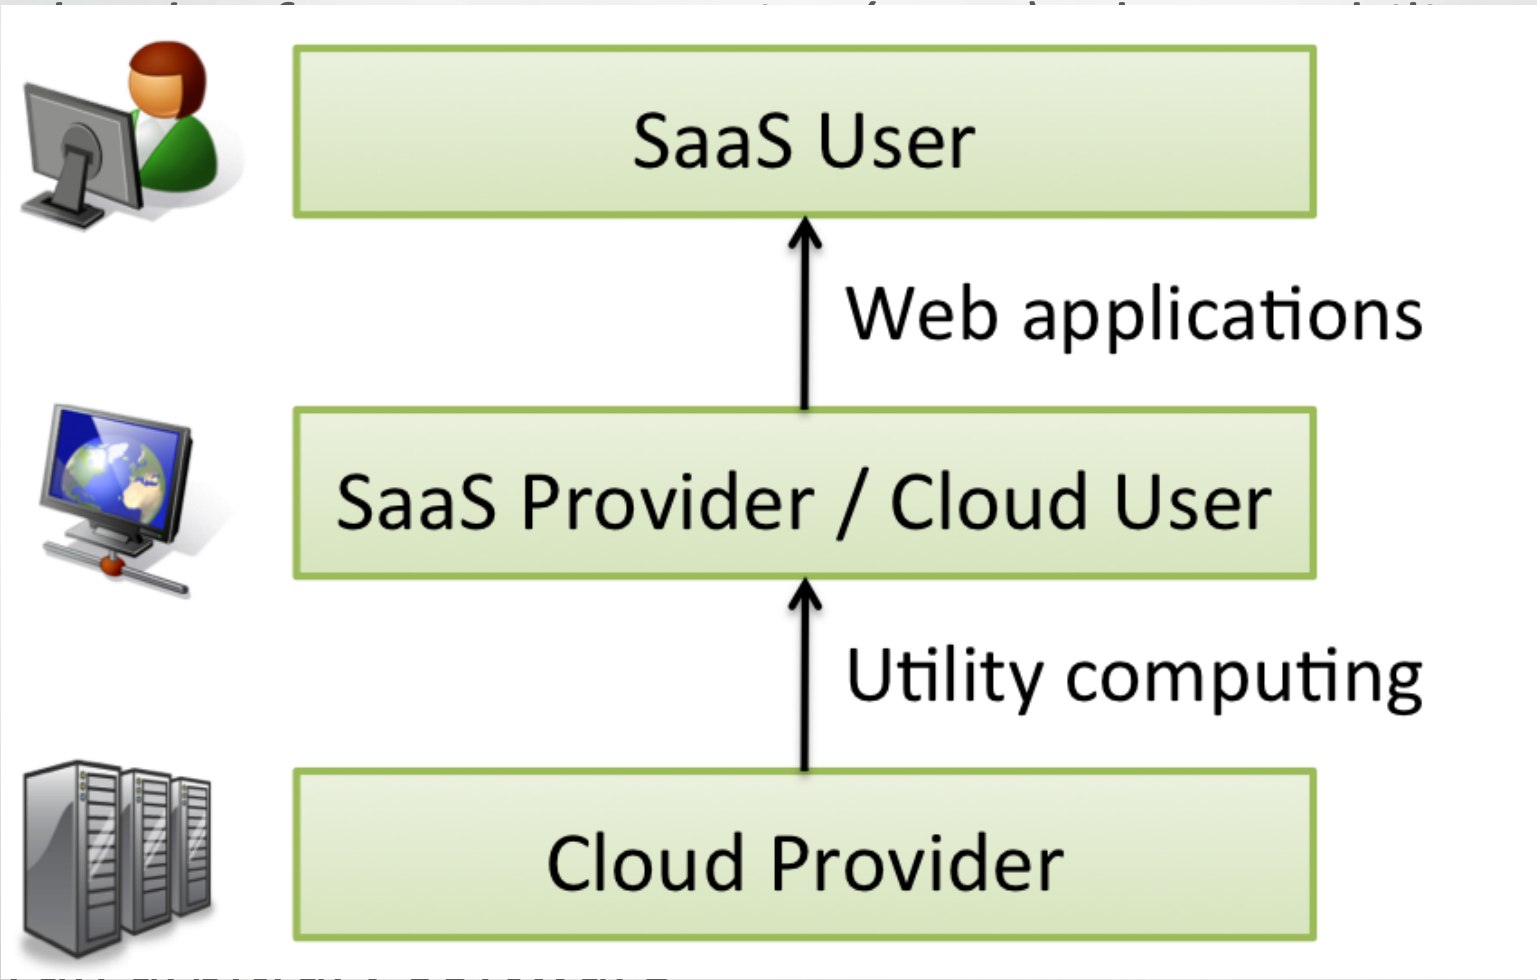 SaaS User
Web applications
SaaS Provider / Cloud User
Utility computing
Cloud Provider